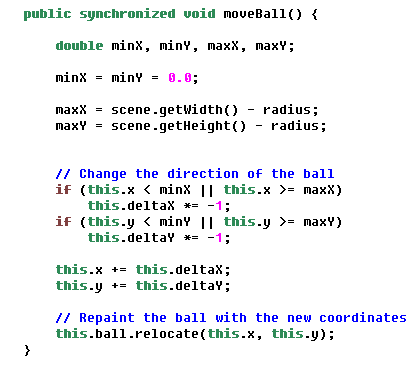 public synchronized void moveBall() {
double minX, minY, maxX, maxY;
minX = minY = 0.0;
maxX = scene.getWidth() - radius;
maxY = scene.getHeight() - radius;
// Change the direction of the ball
if (this.x < minX || this.x >= maxX)
this.deltaX *= -1;
if (this.y < minY || this.y >= maxY)
this.deltaY *= -1;
this.x += this.deltaX;
this.y += this.deltaY;
// Repaint the ball with the new coordinates
this.ball.relocate(this.x, this.y);
}